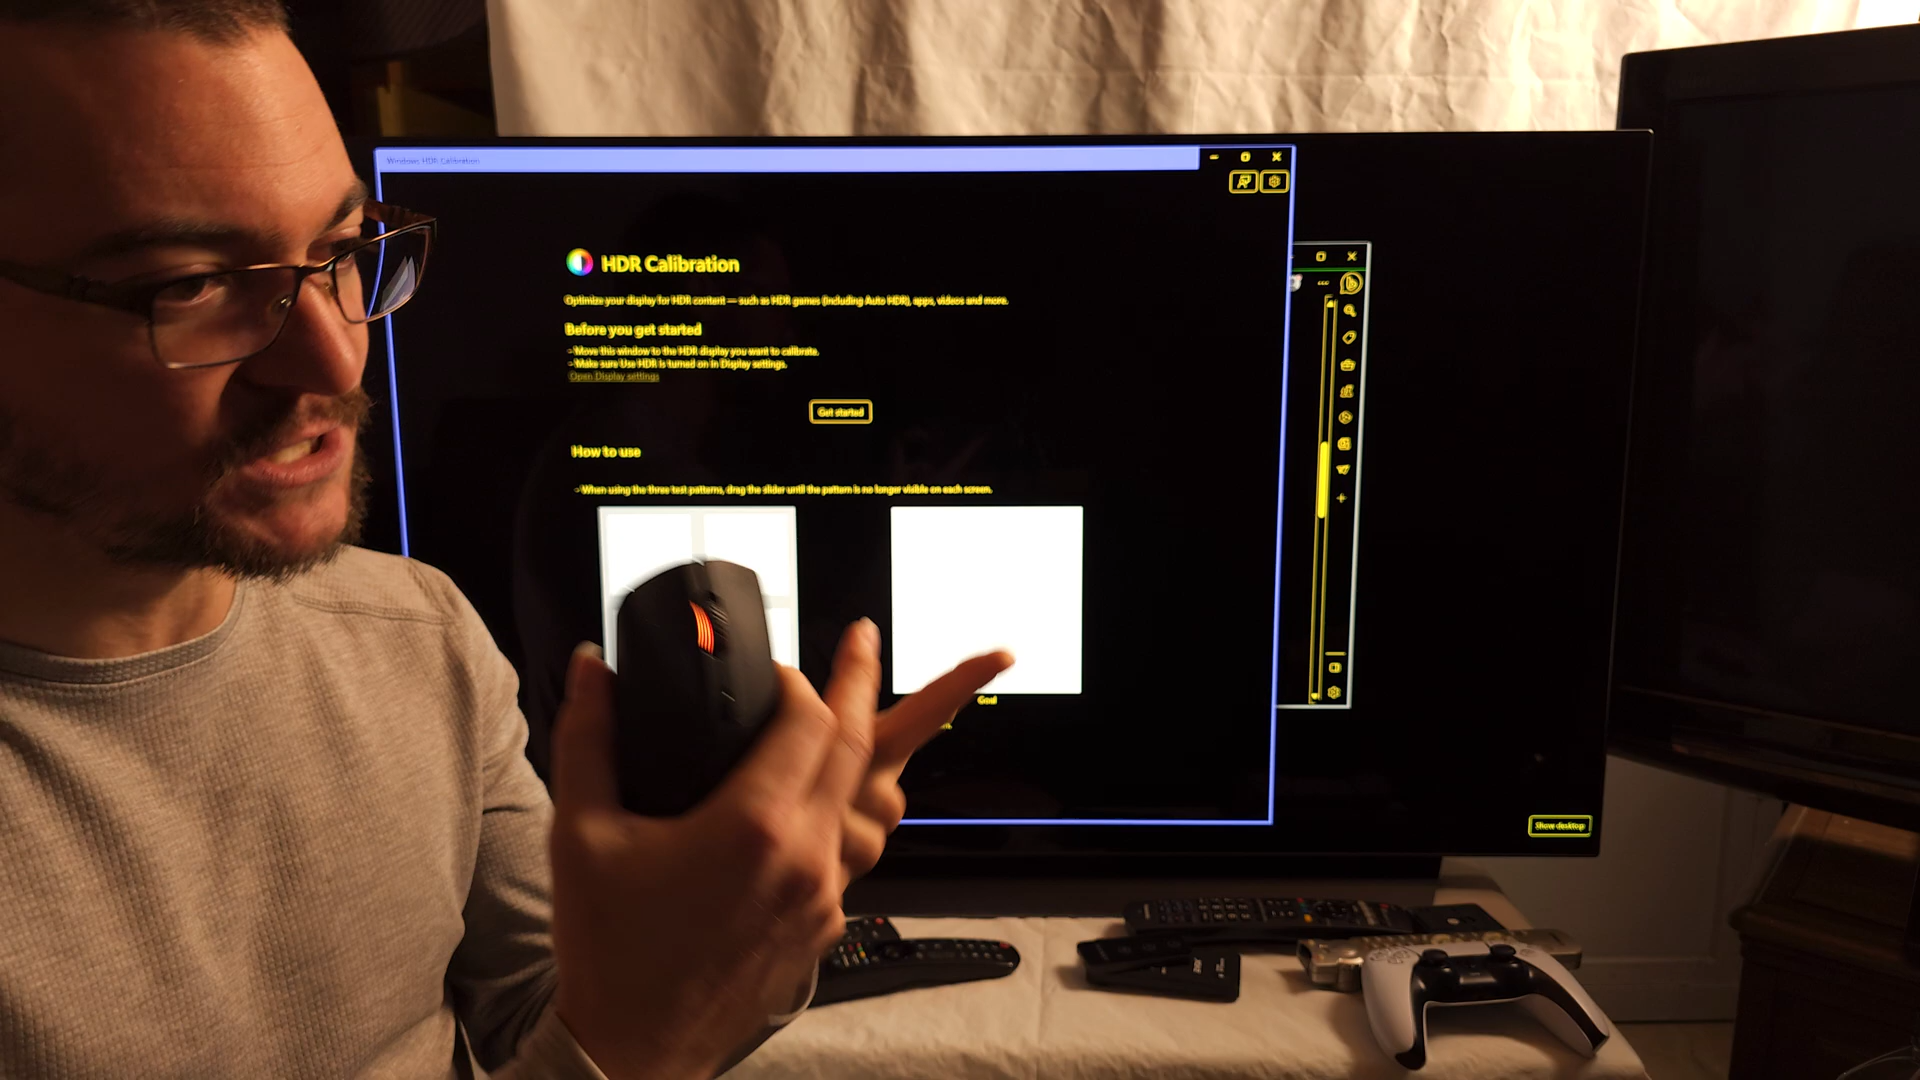 Windows HDR Calibration
HDR Calibration
Optimize your display for HDR content — such as HDR games (including Auto HDR), apps, videos and more.
Before you get started
- Move this window to the HDR display you want to calibrate.
- Make sure Use HDR is turned on in Display settings.
Open Display settings
Get started
How to use
- When using the three test patterns, drag the slider until the pattern is no longer visible on each screen.
Goal
Show desktop